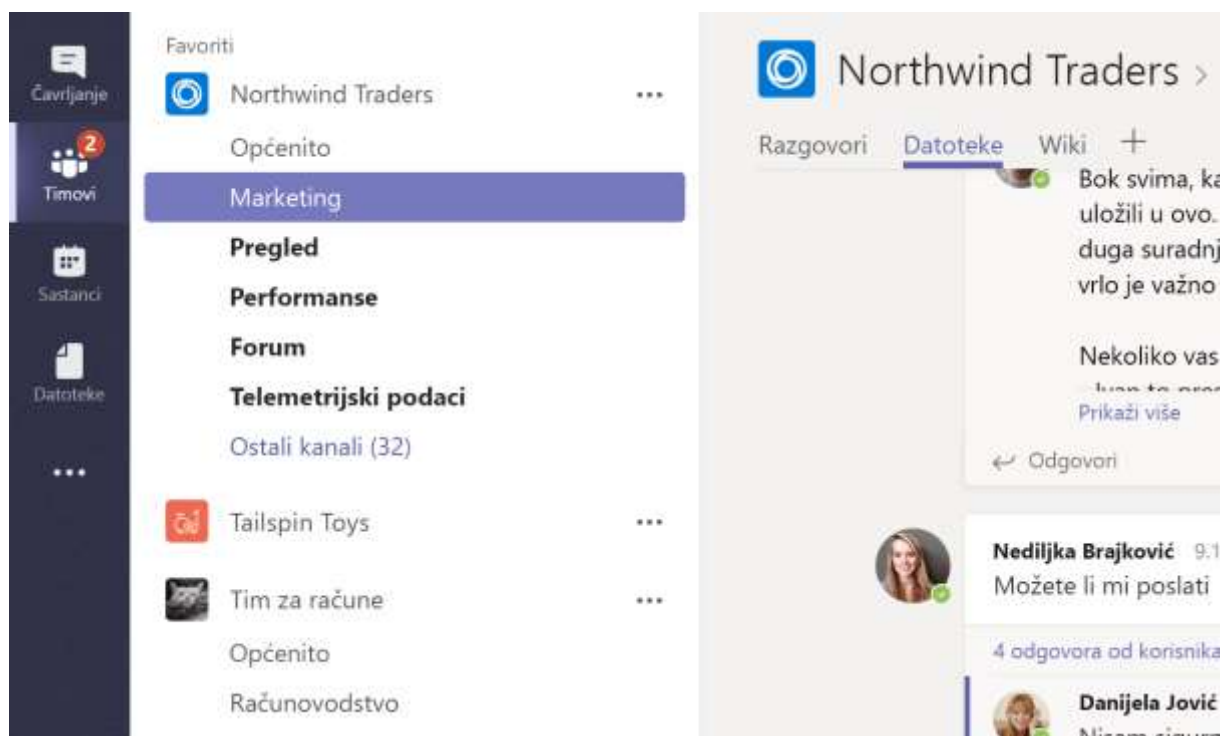 Čavrljanje
2
Timovi
Sastanci
Datoteke
Favoriti
Northwind Traders
Općenito
Marketing
Pregled
Performanse
Forum
Telemetrijski podaci
Ostali kanali (32)
Tailspin Toys
Tim za račune
Općenito
Računovodstvo
Northwind Traders >
Razgovori Datoteke Wiki +
Bok svima,
uložili u ovo.
duga
vrlo je važno
Nekoliko vas
Prikaži više
Odgovori
Nediljka Brajković 9.1
Možete li mi poslati
4 odgovora od korisnika
Danijela Jović